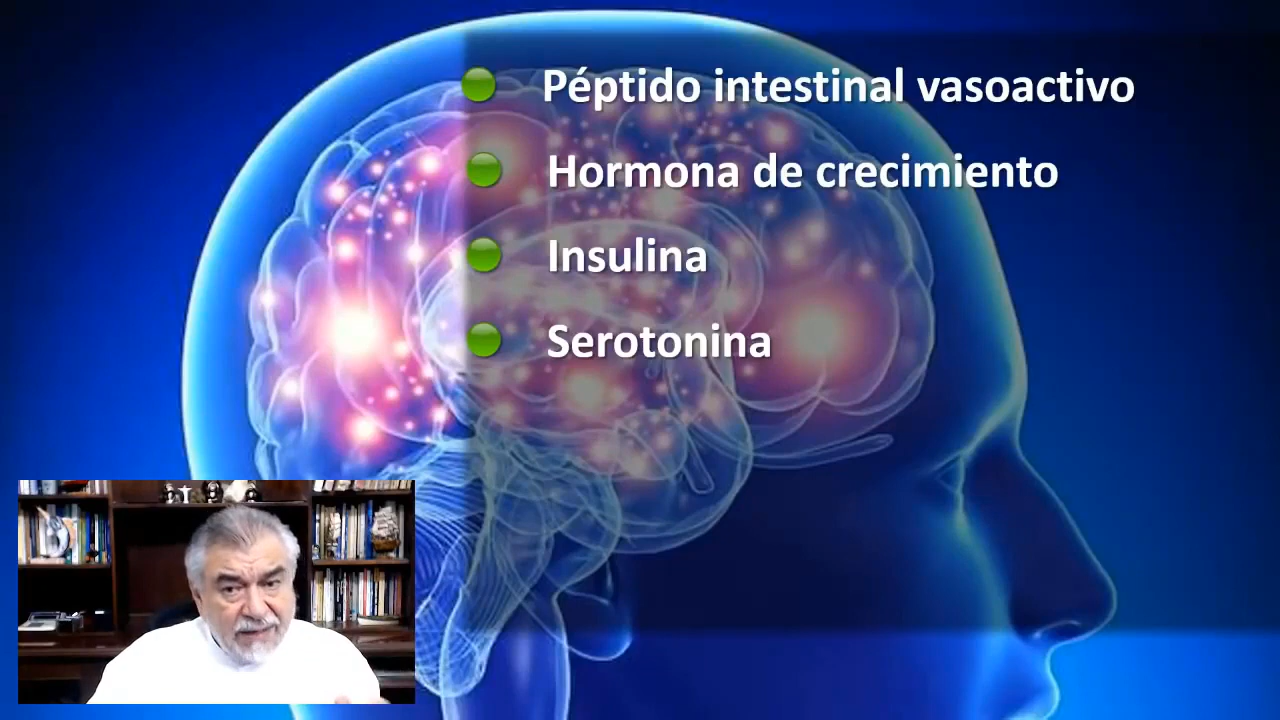 Péptido intestinal vasoactivo
Hormona de crecimiento
Insulina
Serotonina